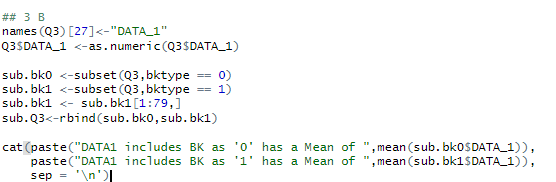 ## 3 B
names(Q3)[27]<-"DATA_1"
Q3$DATA_1 <-as.numeric(Q3$DATA_1)
sub.bk0 <-subset(Q3,bktype == 0)
sub.bk1 <-subset(Q3,bktype == 1)
sub.bk1 <- sub.bk1[1:79,]
sub.Q3<-rbind(sub.bk0,sub.bk1)
cat(paste("DATA1 includes BK as '0' has a Mean of ",mean(sub.bk0$DATA_1)),
paste("DATA1 includes BK as '1' has a Mean of ",mean(sub.bk1$DATA_1)),
sep = '\n')